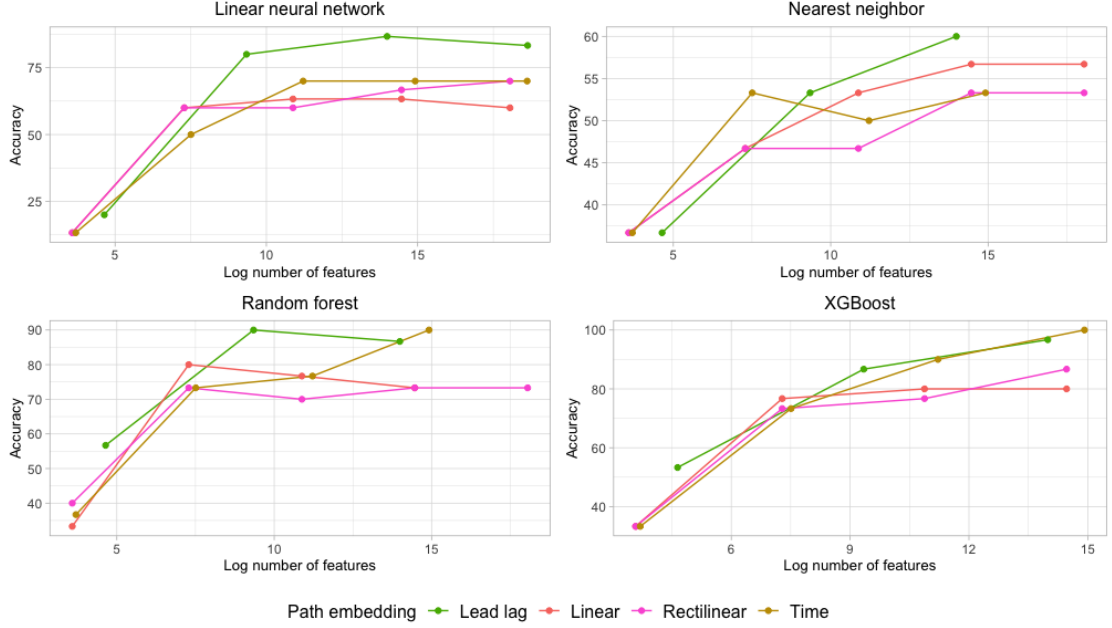 Linear neural network
75
50
25
Accuracy
5
10
15
Log number of features
Nearest neighbor
60
55
50
45
40
Accuracy
5
10
15
Log number of features
Random forest
90
80
70
60
50
40
Accuracy
5
10
15
Log number of features
XGBoost
100
80
60
40
Accuracy
6
9
12
15
Log number of features
Path embedding Lead lag Linear Rectilinear Time